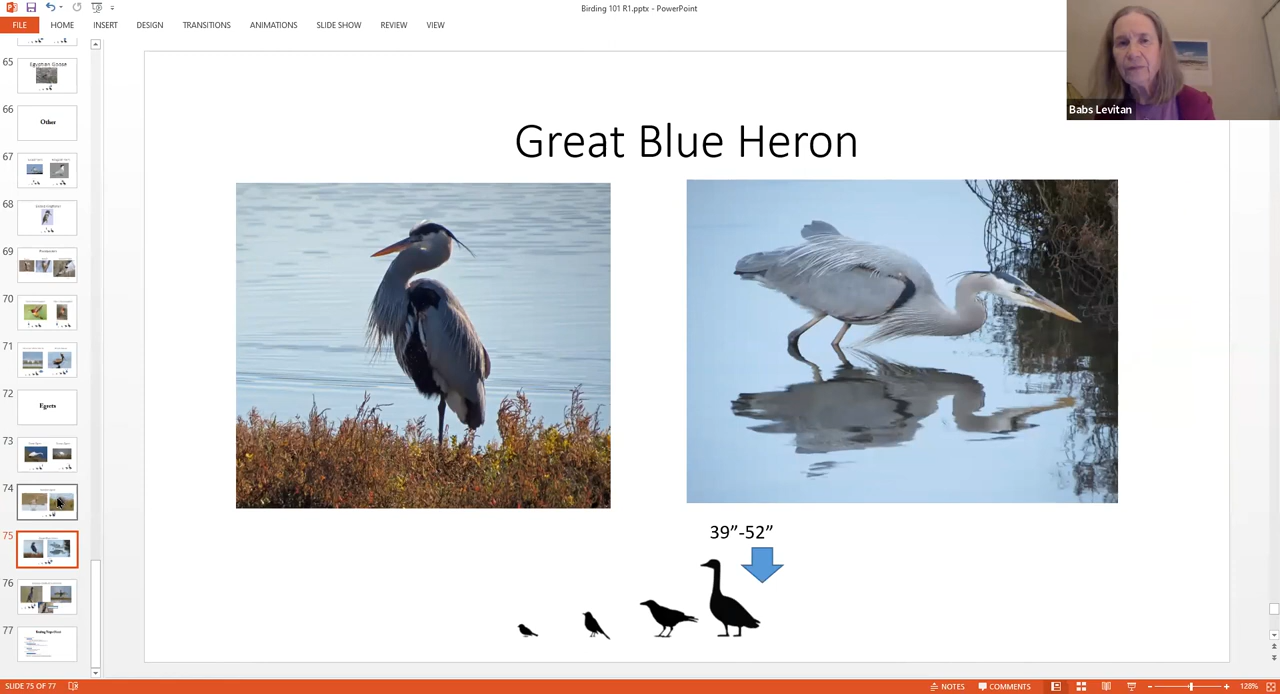 Birding 101 R1.pptx - PowerPoint
FILE HOME INSERT DESIGN TRANSITIONS ANIMATIONS SLIDE SHOW REVIEW VIEW
Babs Levitan
65
Egyptian Goose
66
Other
67
68
69
70
71
72
Egrets
73
74
75
76
77
Great Blue Heron
39”-52”
SLIDE 75 OF 77
NOTES COMMENTS 128%